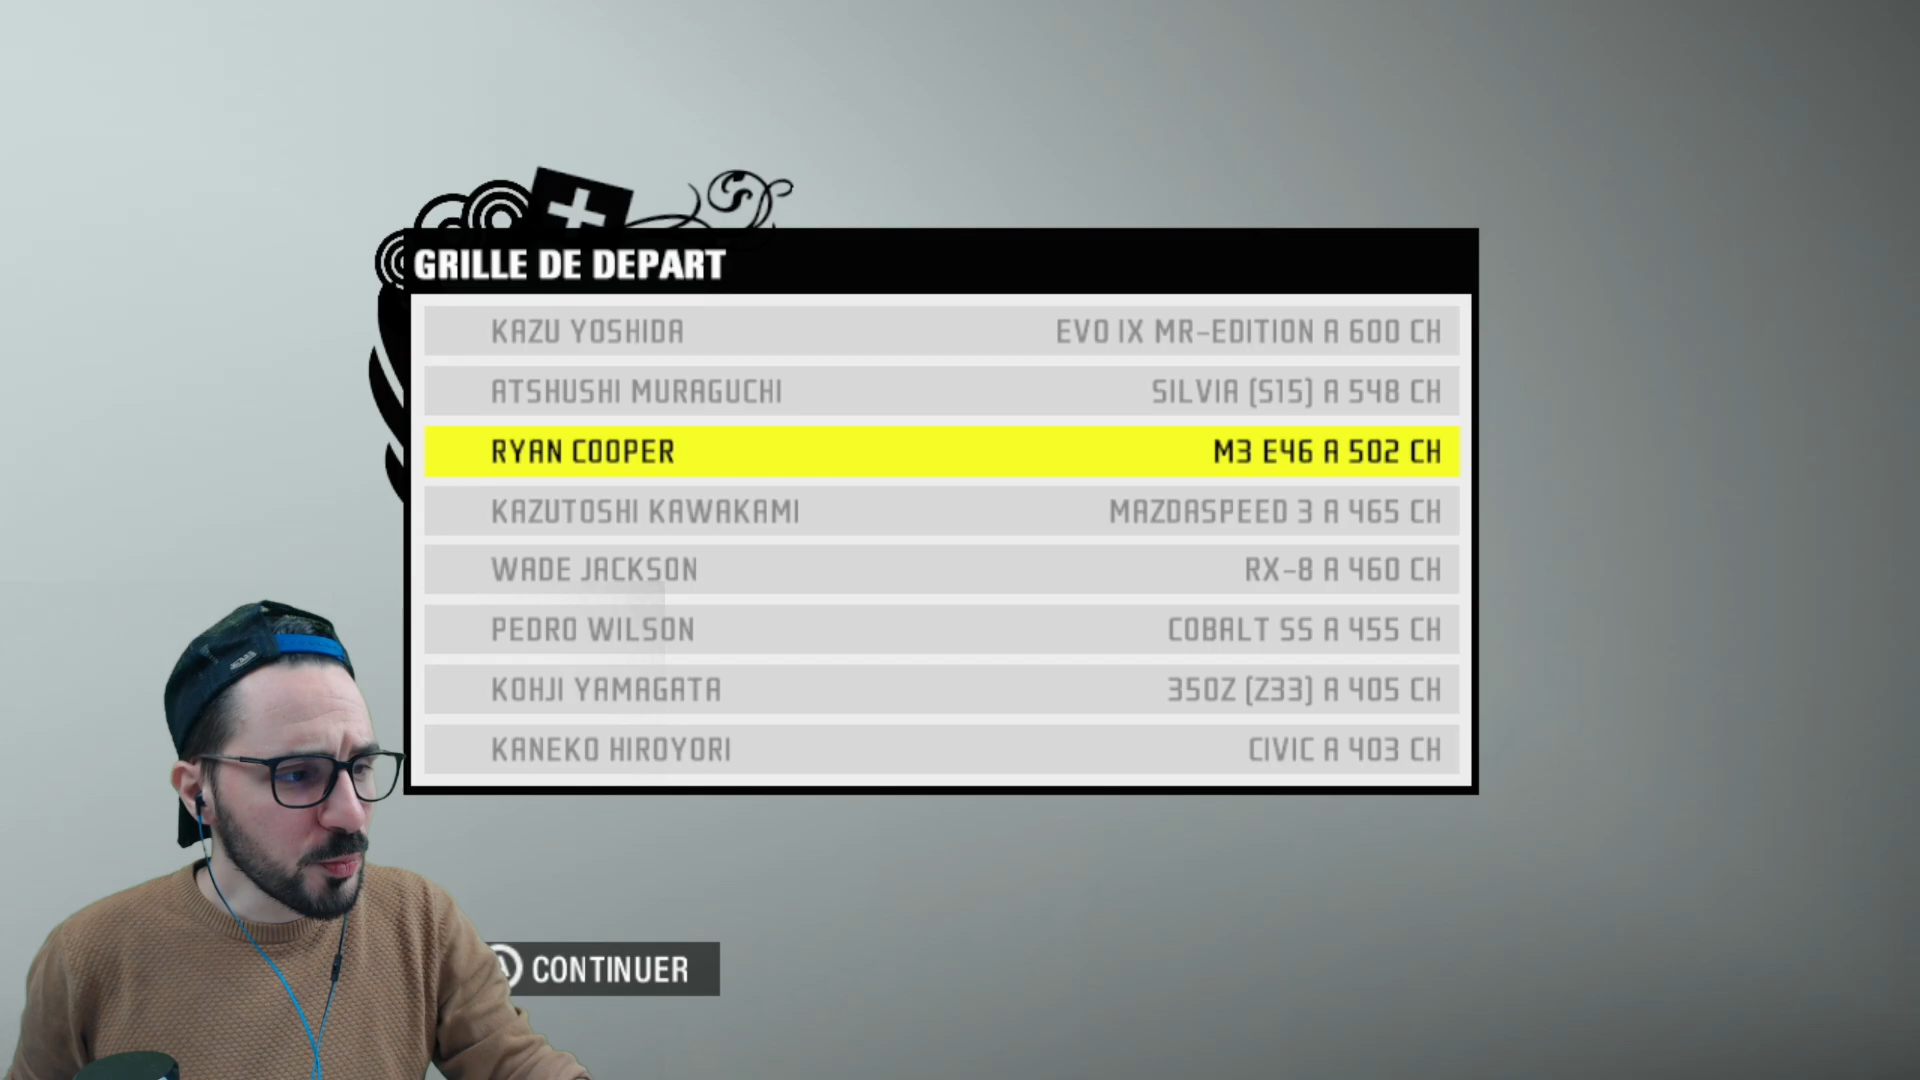 GRILLE DE DEPART
KAZU YOSHIDA EVO IX MR-EDITION A 600 CH
ATSHUSHI MURAGUCHI SILVIA (S15) A 548 CH
RYAN COOPER M3 E46 A 502 CH
KAZUTOSHI KAWAKAMI MAZDASPEED 3 A 465 CH
WADE JACKSON RX-8 A 460 CH
PEDRO WILSON COBALT SS A 455 CH
KOHJI YAMAGATA 350Z (Z33) A 405 CH
KANEKO HIROYORI CIVIC A 403 CH
A CONTINUER